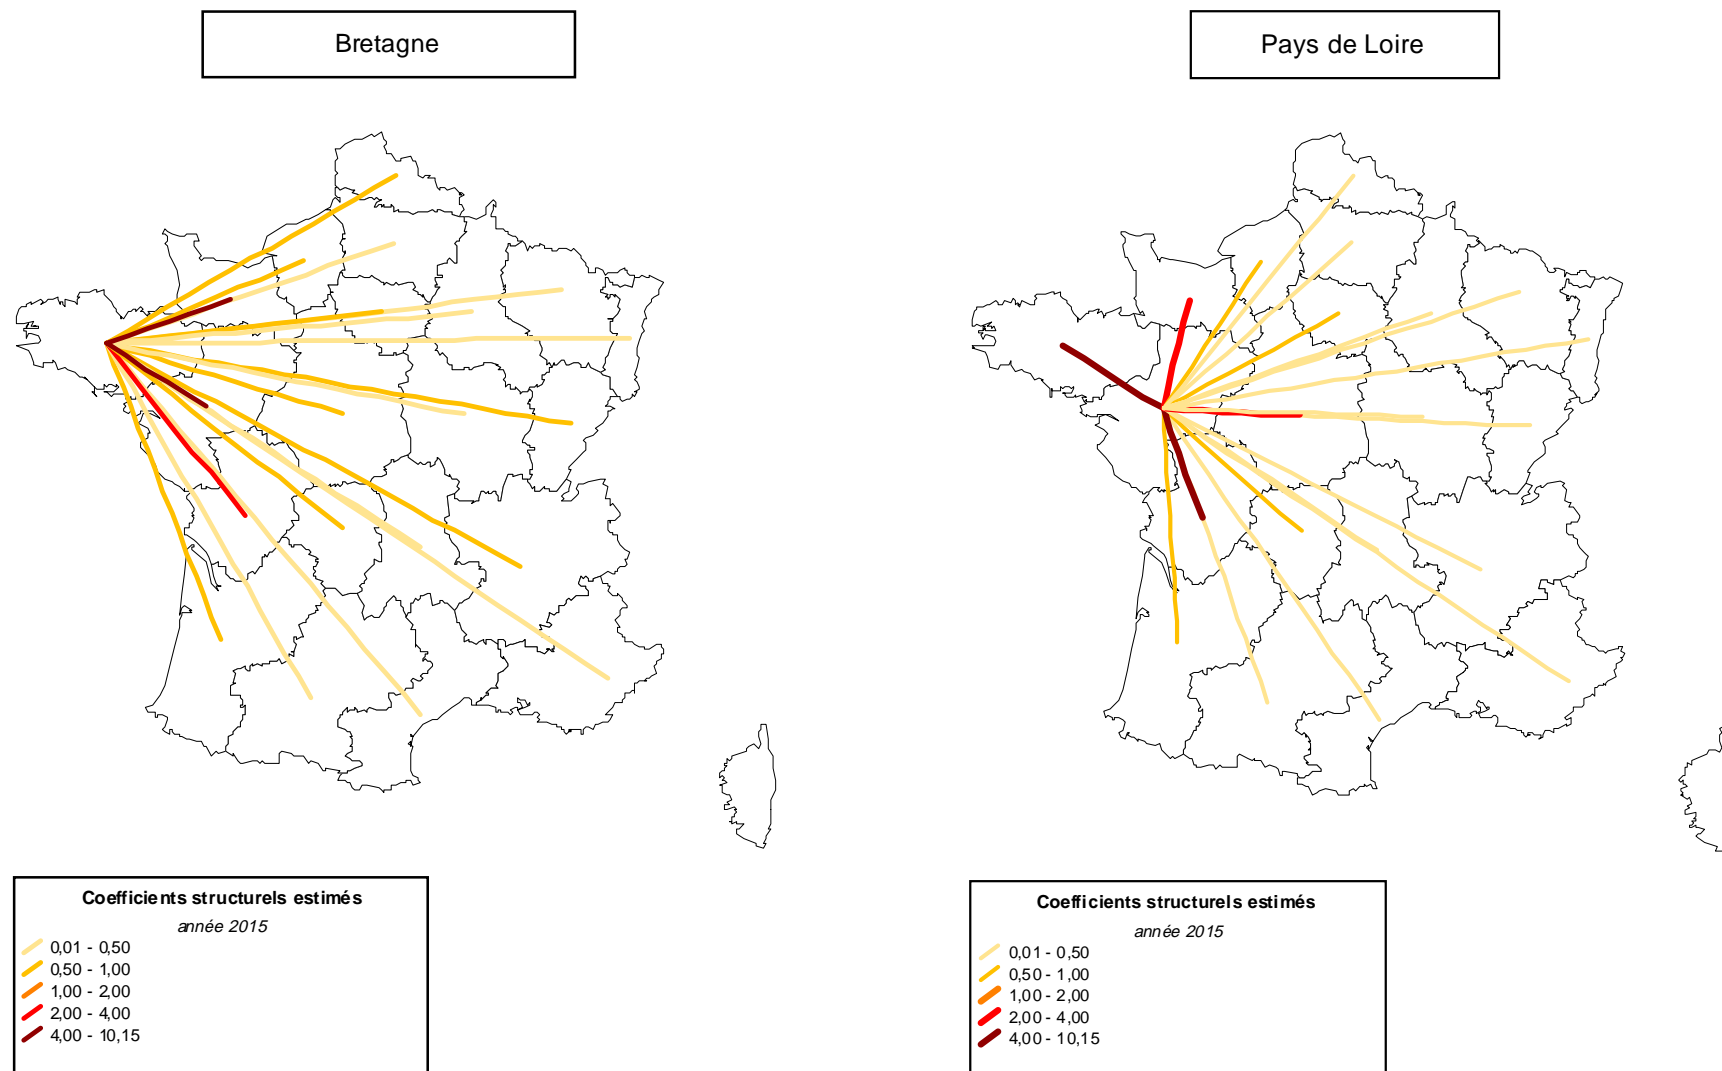 Bretagne
Pays de Loire
Coefficients structurels estimés
année 2015
0,01 - 0,50
0,50 - 1,00
1,00 - 2,00
2,00 - 4,00
4,00 - 10,15
Coefficients structurels estimés
année 2015
0,01 - 0,50
0,50 - 1,00
1,00 - 2,00
2,00 - 4,00
4,00 - 10,15